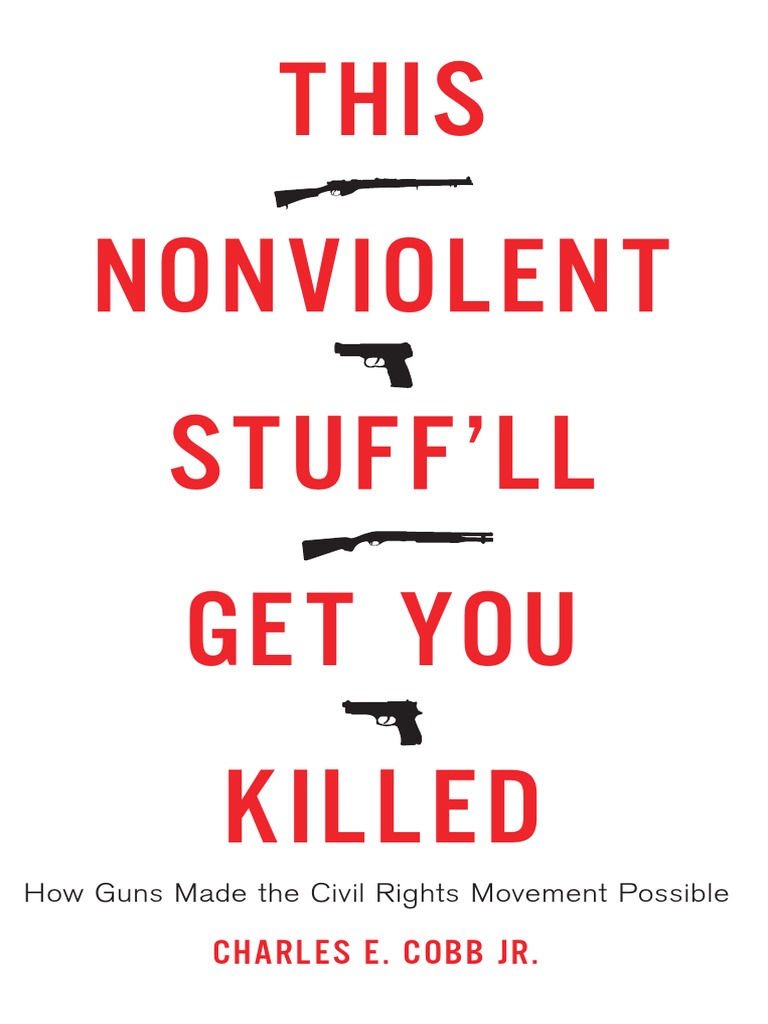 THIS
NONVIOLENT
STUFF’LL
GET YOU
KILLED
How Guns Made the Civil Rights Movement Possible
CHARLES E. COBB JR.